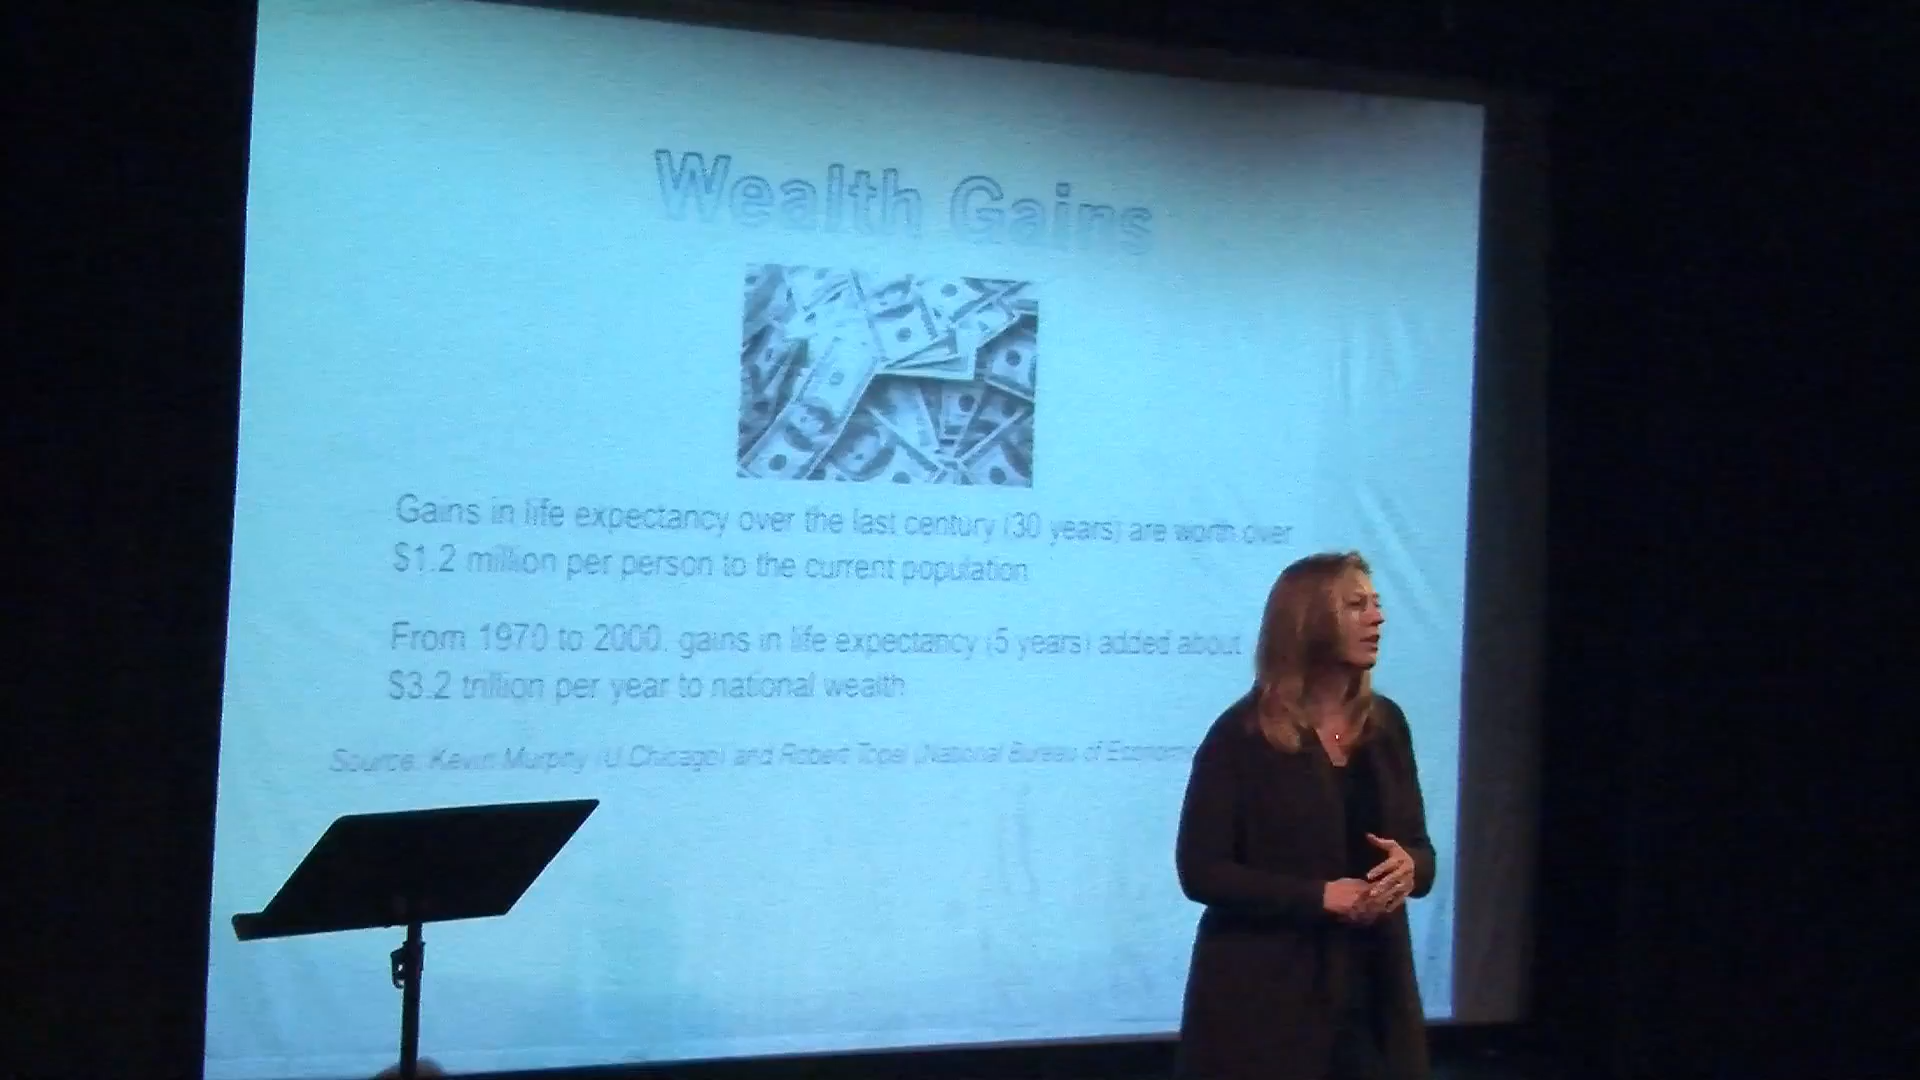 Wealth Gains
Gains in life expectancy over the last century (30 years) are worth over
$1.2 million per person to the current population
From 1970 to 2000, gains in life expectancy (5 years) added about
$3.2 trillion per year to national wealth
Source: Kevin Murphy (U Chicago) and Robert Topel (National Bureau of